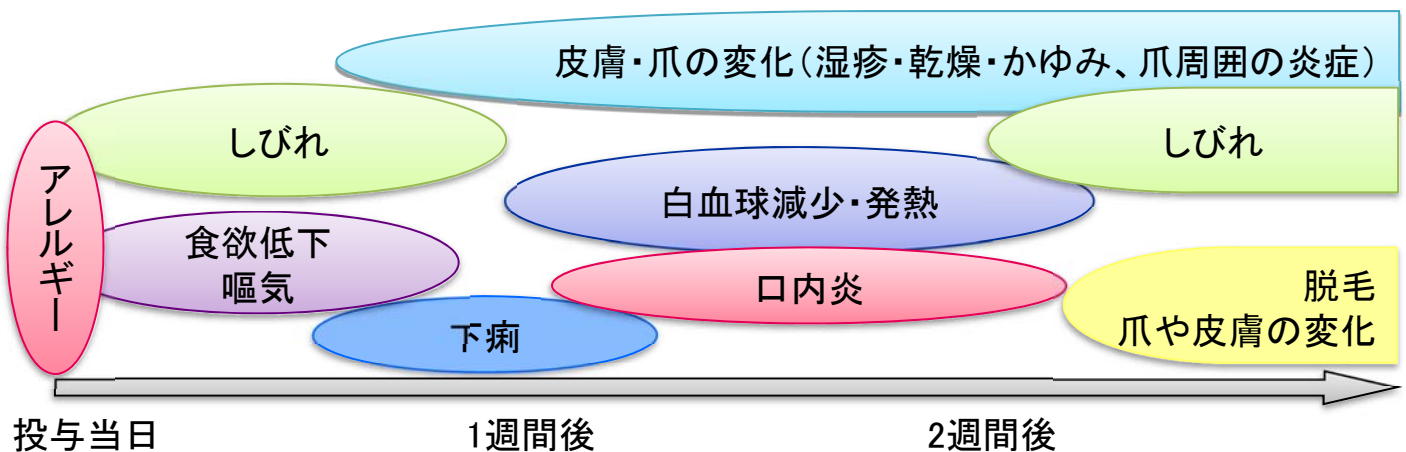 皮膚・爪の変化(湿疹・乾燥・かゆみ、爪周囲の炎症)
しびれ
しびれ
アレルギー
白血球減少・発熱
食欲低下
嘔気
口内炎
脱毛
爪や皮膚の変化
下痢
投与当日
1週間後
2週間後